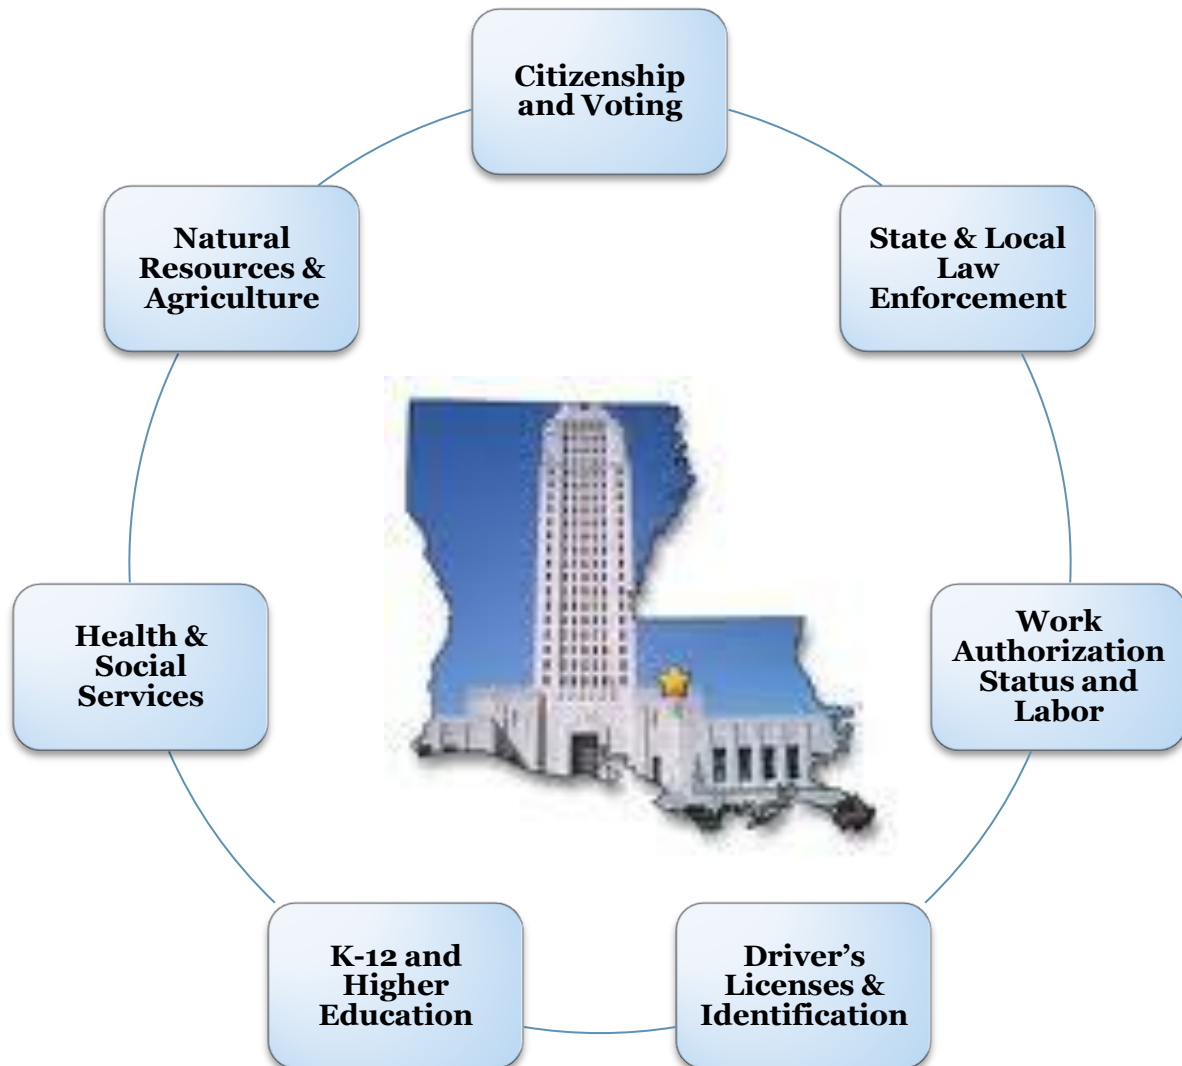 Citizenship
and Voting
State & Local
Law
Enforcement
Work
Authorization
Status and
Labor
Driver’s
Licenses &
Identification
K-12 and
Higher
Education
Health &
Social
Services
Natural
Resources &
Agriculture